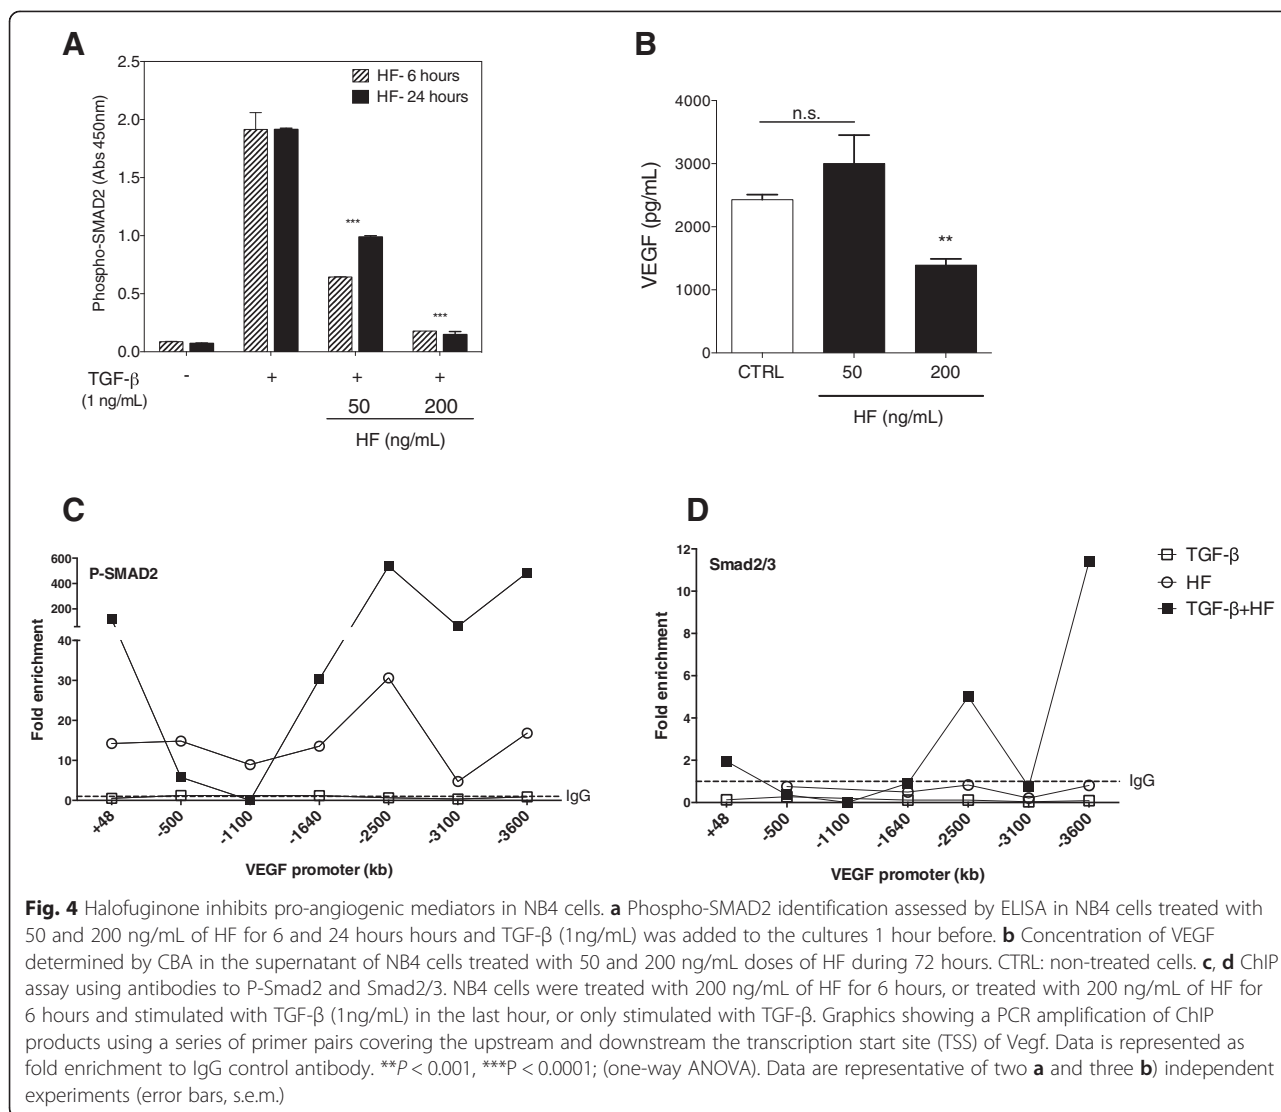 A
2.5
2.0
1.5
1.0
0.5
0.0
Phospho-SMAD2 (Abs 450nm)
HF- 6 hours
HF- 24 hours
***
***
TGF-β - + + +
(1 ng/mL) 50 200
HF (ng/mL)
B
4000
3000
2000
1000
0
VEGF (pg/mL)
n.s.
**
CTRL 50 200
HF (ng/mL)
C
P-SMAD2
600
400
200
40
30
20
10
0
Fold enrichment
IgG
+48 -500 -1100 -1640 -2500 -3100 -3600
VEGF promoter (kb)
D
Smad2/3
12
10
8
6
4
2
0
Fold enrichment
IgG
+48 -500 -1100 -1640 -2500 -3100 -3600
VEGF promoter (kb)
TGF-β
HF
TGF-β+HF
Fig. 4 Halofuginone inhibits pro-angiogenic mediators in NB4 cells. a Phospho-SMAD2 identification assessed by ELISA in NB4 cells treated with
50 and 200 ng/mL of HF for 6 and 24 hours hours and TGF-β (1ng/mL) was added to the cultures 1 hour before. b Concentration of VEGF
determined by CBA in the supernatant of NB4 cells treated with 50 and 200 ng/mL doses of HF during 72 hours. CTRL: non-treated cells. c, d ChIP
assay using antibodies to P-Smad2 and Smad2/3. NB4 cells were treated with 200 ng/mL of HF for 6 hours, or treated with 200 ng/mL of HF for
6 hours and stimulated with TGF-β (1ng/mL) in the last hour, or only stimulated with TGF-β. Graphics showing a PCR amplification of ChIP
products using a series of primer pairs covering the upstream and downstream the transcription start site (TSS) of Vegf. Data is represented as
fold enrichment to IgG control antibody. **P < 0.001, ***P < 0.0001; (one-way ANOVA). Data are representative of two a and three b) independent
experiments (error bars, s.e.m.)